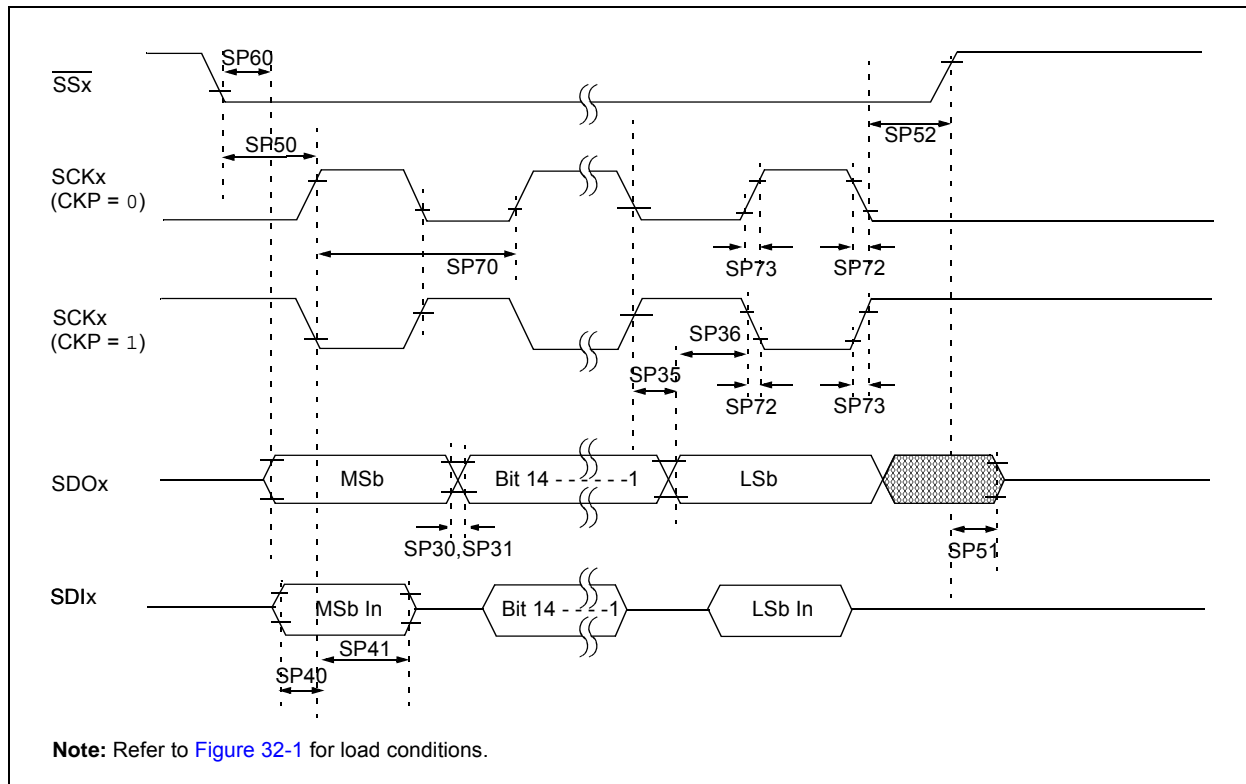 SP60
SSx
SP50
SP52
SCKx
(CKP = 0)
SP70
SP73
SP72
SCKx
(CKP = 1)
SP36
SP35
SP72
SP73
SDOx
MSb
Bit 14 - - - - - -1
LSb
SP30,SP31
SP51
SDIx
MSb In
Bit 14 - - - -1
LSb In
SP41
SP40
Note: Refer to Figure 32-1 for load conditions.